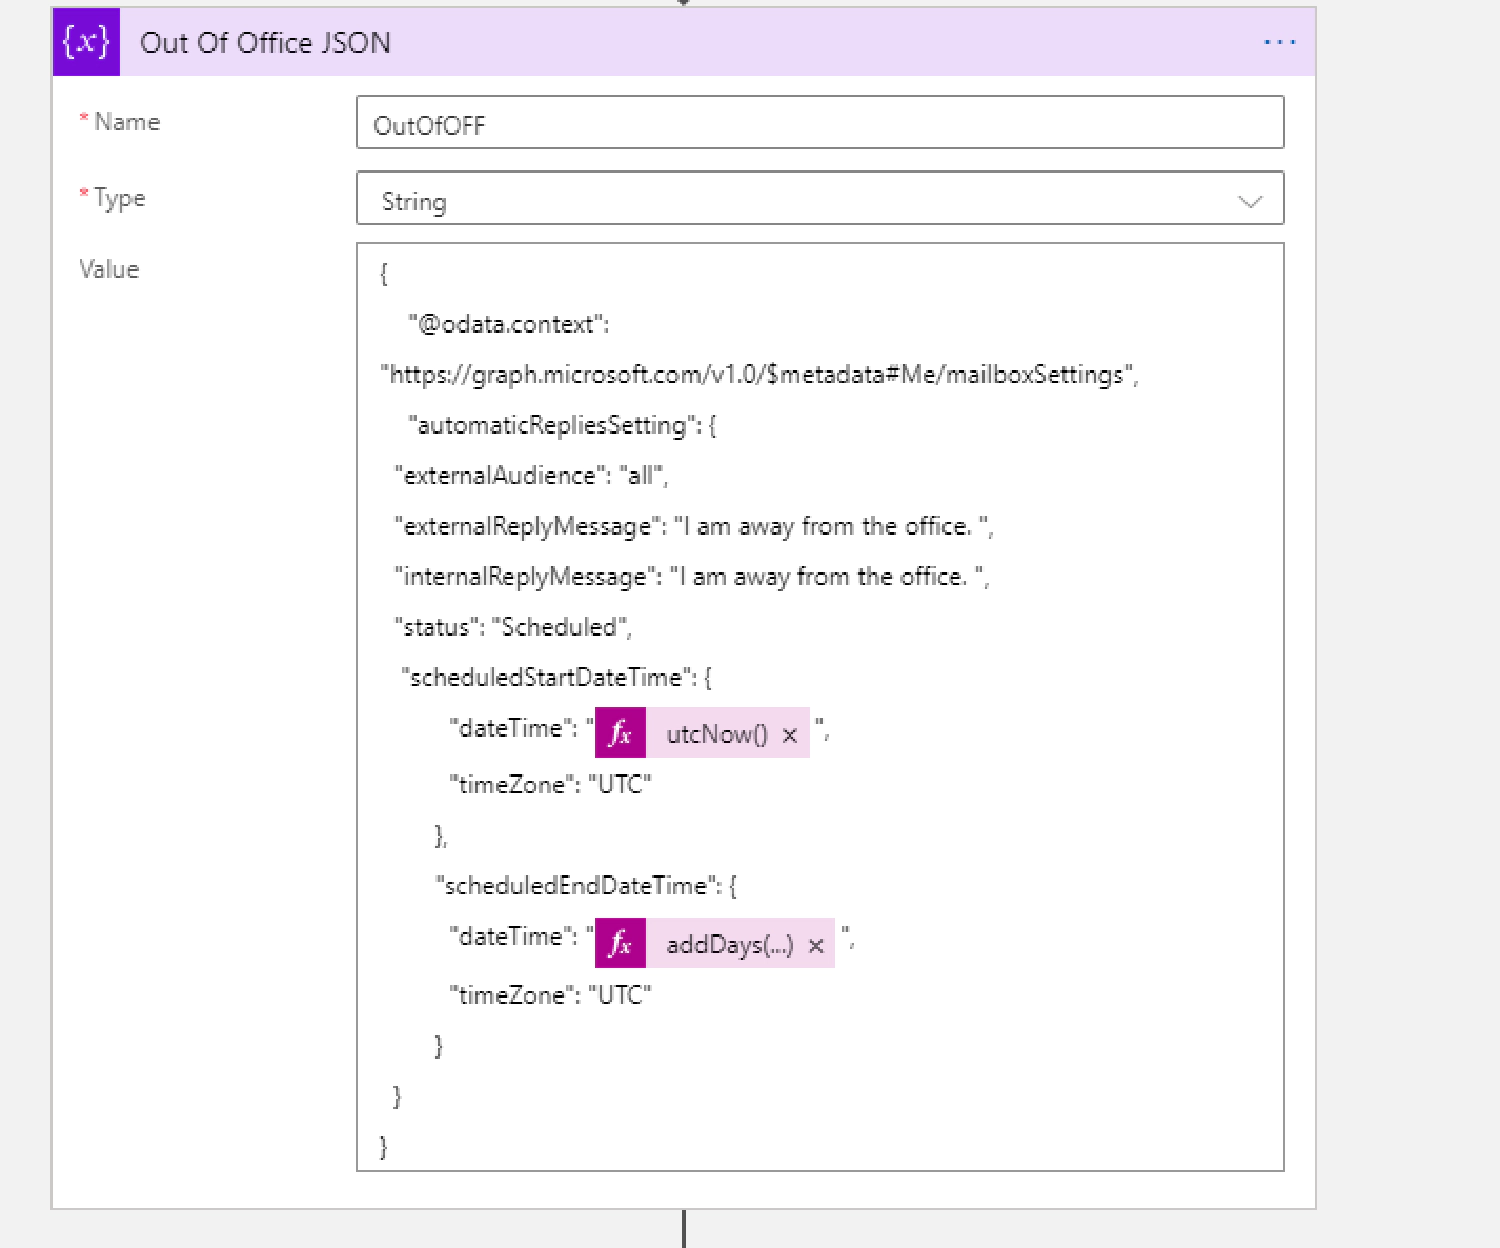 {x} Out Of Office JSON ...
* Name OutOfOFF
* Type String
Value
{
"@odata.context":
"https://graph.microsoft.com/v1.0/$metadata#Me/mailboxSettings",
"automaticRepliesSetting": {
"externalAudience": "all",
"externalReplyMessage": "I am away from the office. ",
"internalReplyMessage": "I am away from the office. ",
"status": "Scheduled",
"scheduledStartDateTime": {
"dateTime": " fx utcNow() × ",
"timeZone": "UTC"
},
"scheduledEndDateTime": {
"dateTime": " fx addDays(...) × ",
"timeZone": "UTC"
}
}
}